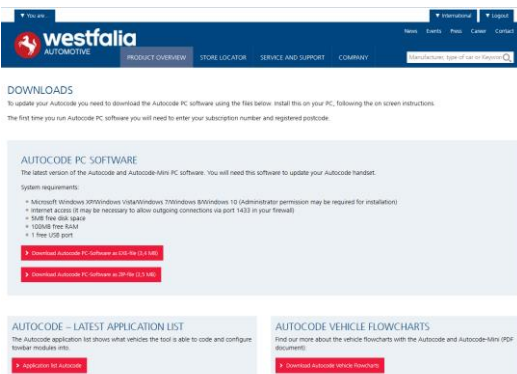 ▼ You are...
▼ International ▼ Logout
News Events Press Career Contact
westfalia
AUTOMOTIVE
PRODUCT OVERVIEW STORE LOCATOR SERVICE AND SUPPORT COMPANY
Manufacturer, type of car or Keyword
DOWNLOADS
To update your Autocode you need to download the Autocode PC software using the files below. Install this on your PC, following the on-screen instructions.
The first time you run Autocode PC software you will need to enter your subscription number and registered postcode.
AUTOCODE PC SOFTWARE
The latest version of the Autocode and Autocode-Mini PC software. You will need this software to update your Autocode handset.
System requirements:
Microsoft Windows XP/Windows Vista/Windows 7/Windows 8/Windows 10 (Administrator permission may be required for installation)
Internet access (it may be necessary to allow outgoing connections via port 1433 in your firewall)
5MB free disk space
100MB free RAM
1 free USB port
Download Autocode PC-Software as EXE-file (3,4 MB)
Download Autocode PC-Software as ZIP-file (3,5 MB)
AUTOCODE – LATEST APPLICATION LIST
The Autocode application list shows what vehicles the tool is able to code and configure
towbar modules into.
Application list Autocode
AUTOCODE VEHICLE FLOWCHARTS
Find out more about the vehicle flowcharts with the Autocode and Autocode-Mini (PDF
document):
Download Autocode Vehicle Flowcharts